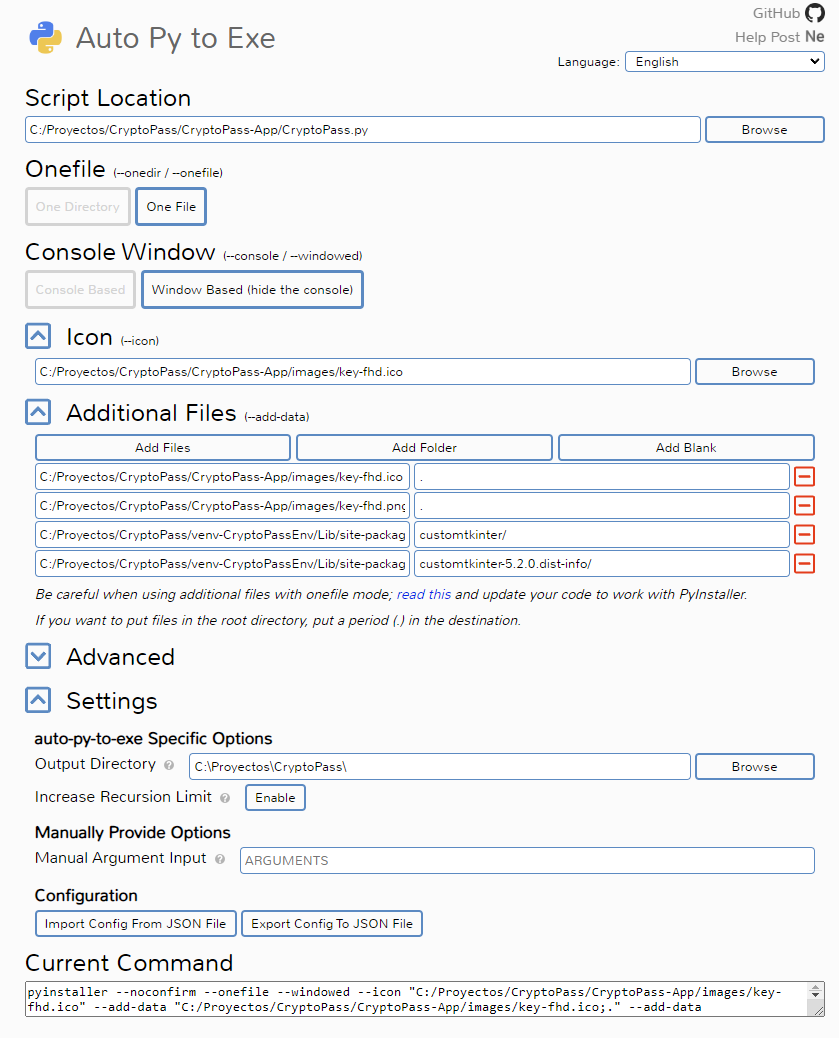 GitHub
Auto Py to Exe
Help Post Ne
Language: English
Script Location
C:/Proyectos/CryptoPass/CryptoPass-App/CryptoPass.py Browse
Onefile (--onedir / --onefile)
One Directory One File
Console Window (--console / --windowed)
Console Based Window Based (hide the console)
Icon (--icon)
C:/Proyectos/CryptoPass/CryptoPass-App/images/key-fhd.ico Browse
Additional Files (--add-data)
Add Files Add Folder Add Blank
C:/Proyectos/CryptoPass/CryptoPass-App/images/key-fhd.ico .
C:/Proyectos/CryptoPass/CryptoPass-App/images/key-fhd.png .
C:/Proyectos/CryptoPass/venv-CryptoPassEnv/Lib/site-packag customtkinter/
C:/Proyectos/CryptoPass/venv-CryptoPassEnv/Lib/site-packag customtkinter-5.2.0.dist-info/
Be careful when using additional files with onefile mode; read this and update your code to work with PyInstaller.
If you want to put files in the root directory, put a period (.) in the destination.
Advanced
Settings
auto-py-to-exe Specific Options
Output Directory ? C:\Proyectos\CryptoPass\ Browse
Increase Recursion Limit ? Enable
Manually Provide Options
Manual Argument Input ? ARGUMENTS
Configuration
Import Config From JSON File Export Config To JSON File
Current Command
pyinstaller --noconfirm --onefile --windowed --icon "C:/Proyectos/CryptoPass/CryptoPass-App/images/key-
fhd.ico" --add-data "C:/Proyectos/CryptoPass/CryptoPass-App/images/key-fhd.ico;." --add-data